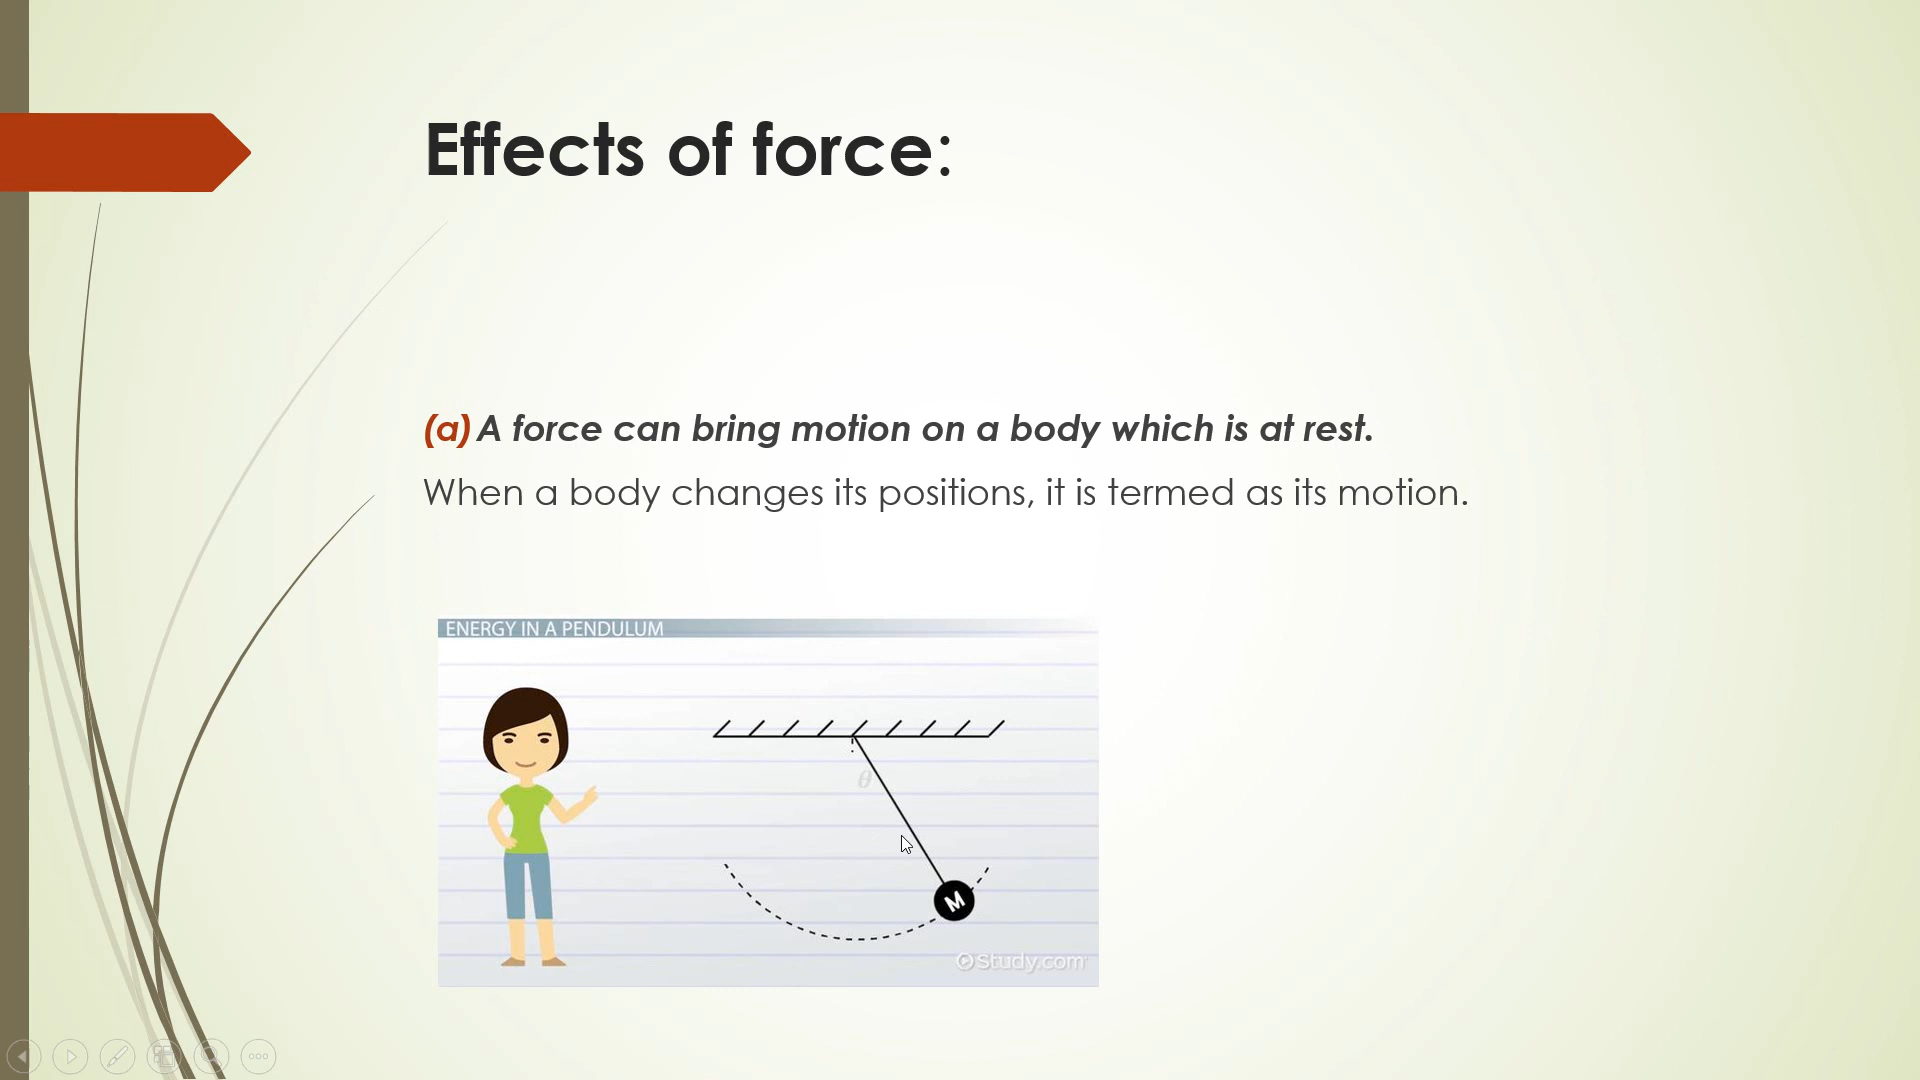 Effects of force:
(a) A force can bring motion on a body which is at rest.
When a body changes its positions, it is termed as its motion.
ENERGY IN A PENDULUM
θ
M
Study.com